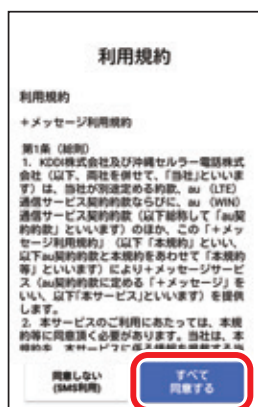 利用規約
利用規約
+メッセージ利用規約
第1条(総則)
1. KDDI株式会社及び沖縄セルラー電話株式
会社(以下、両社を併せて、「当社」といいま
す)は、当社が別途定める約款、au(LTE)
通信サービス契約約款ならびに、au(WIN)
通信サービス契約約款(以下総称して「au契
約約款」といいます)のほか、この「+メッ
セージ利用規約」(以下「本規約」といい、
以下au契約約款と本規約をあわせて「本規約
等」といいます)により+メッセージサービ
ス(au契約約款に定める「+メッセージ」を
いい、以下「本サービス」といいます)を提供
します。
2. 本サービスのご利用にあたっては、本規
約等に同意頂く必要があります。当社は、本
同意しない
(SMS利用)
すべて
同意する